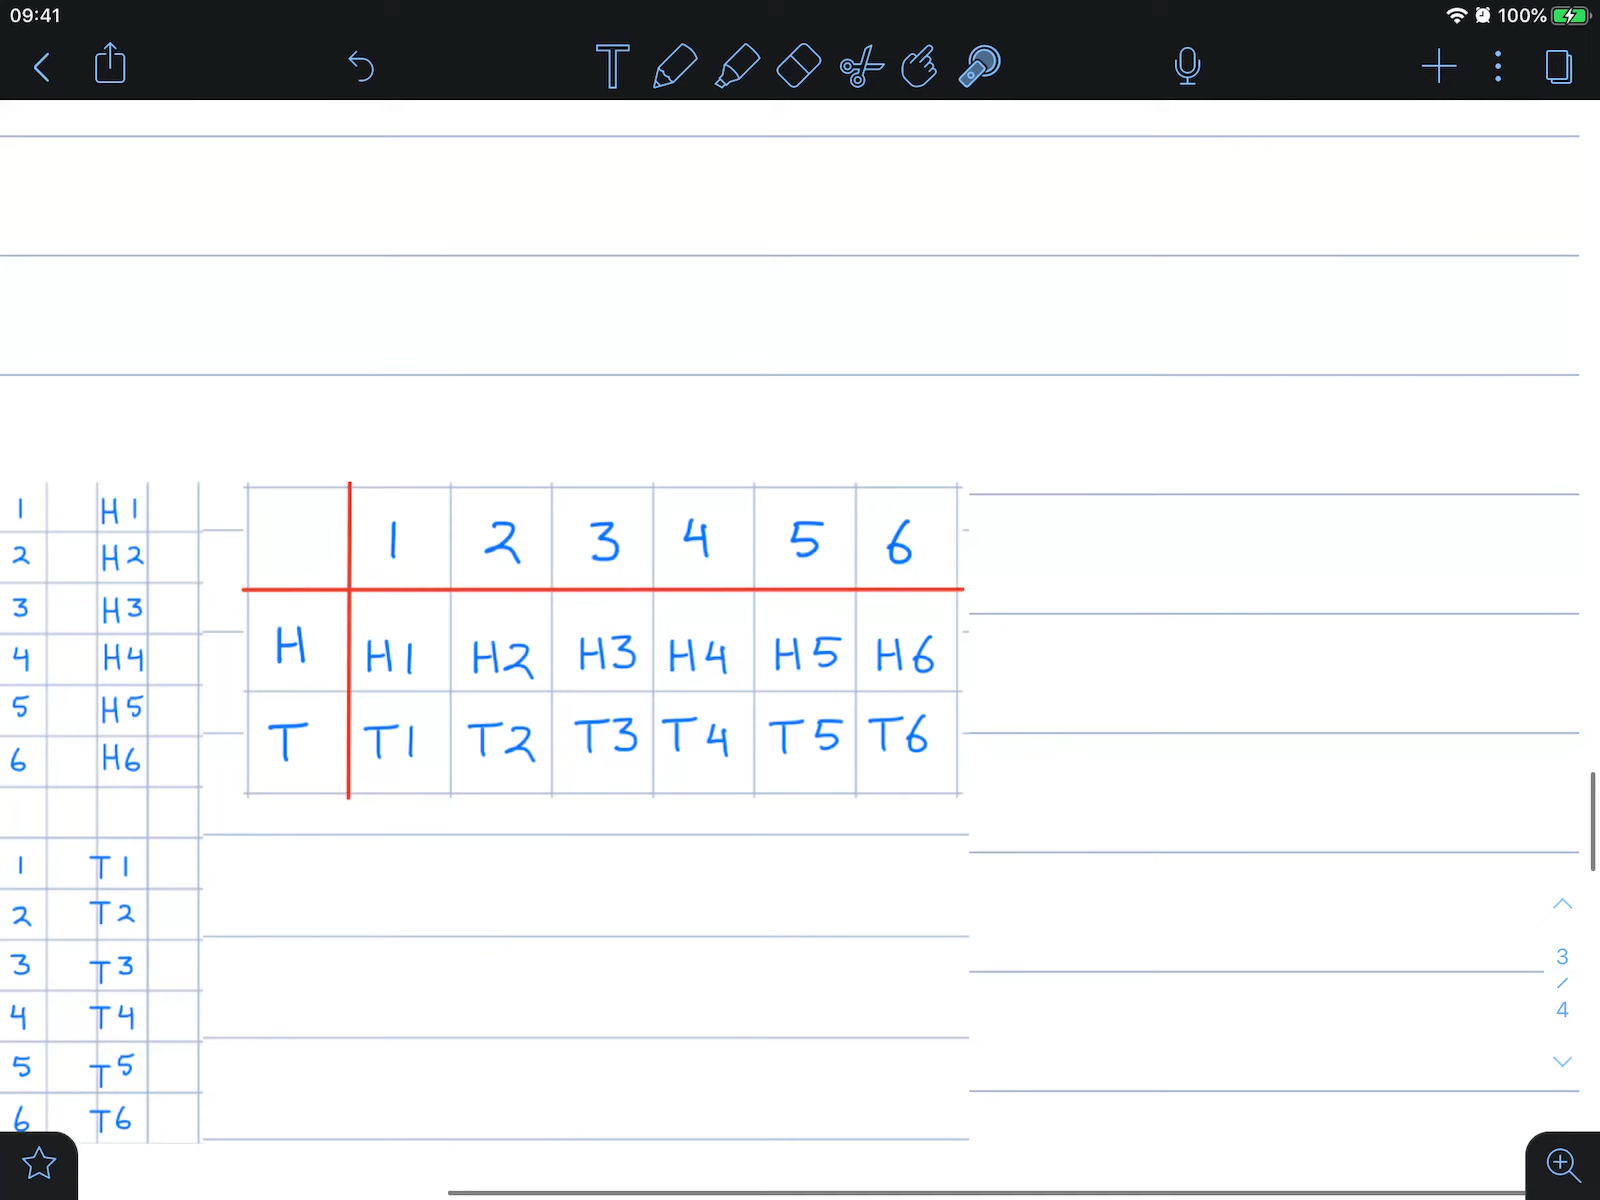 09:41
100%
1 H1
2 H2
3 H3
4 H4
5 H5
6 H6
1 T1
2 T2
3 T3
4 T4
5 T5
6 T6
1 2 3 4 5 6
H H1 H2 H3 H4 H5 H6
T T1 T2 T3 T4 T5 T6
3
/
4